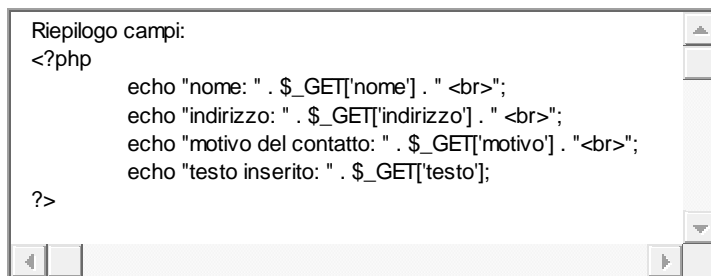 Riepilogo campi:
<?php
echo "nome: " . $_GET['nome'] . " <br>";
echo "indirizzo: " . $_GET['indirizzo'] . " <br>";
echo "motivo del contatto: " . $_GET['motivo'] . "<br>";
echo "testo inserito: " . $_GET['testo'];
?>